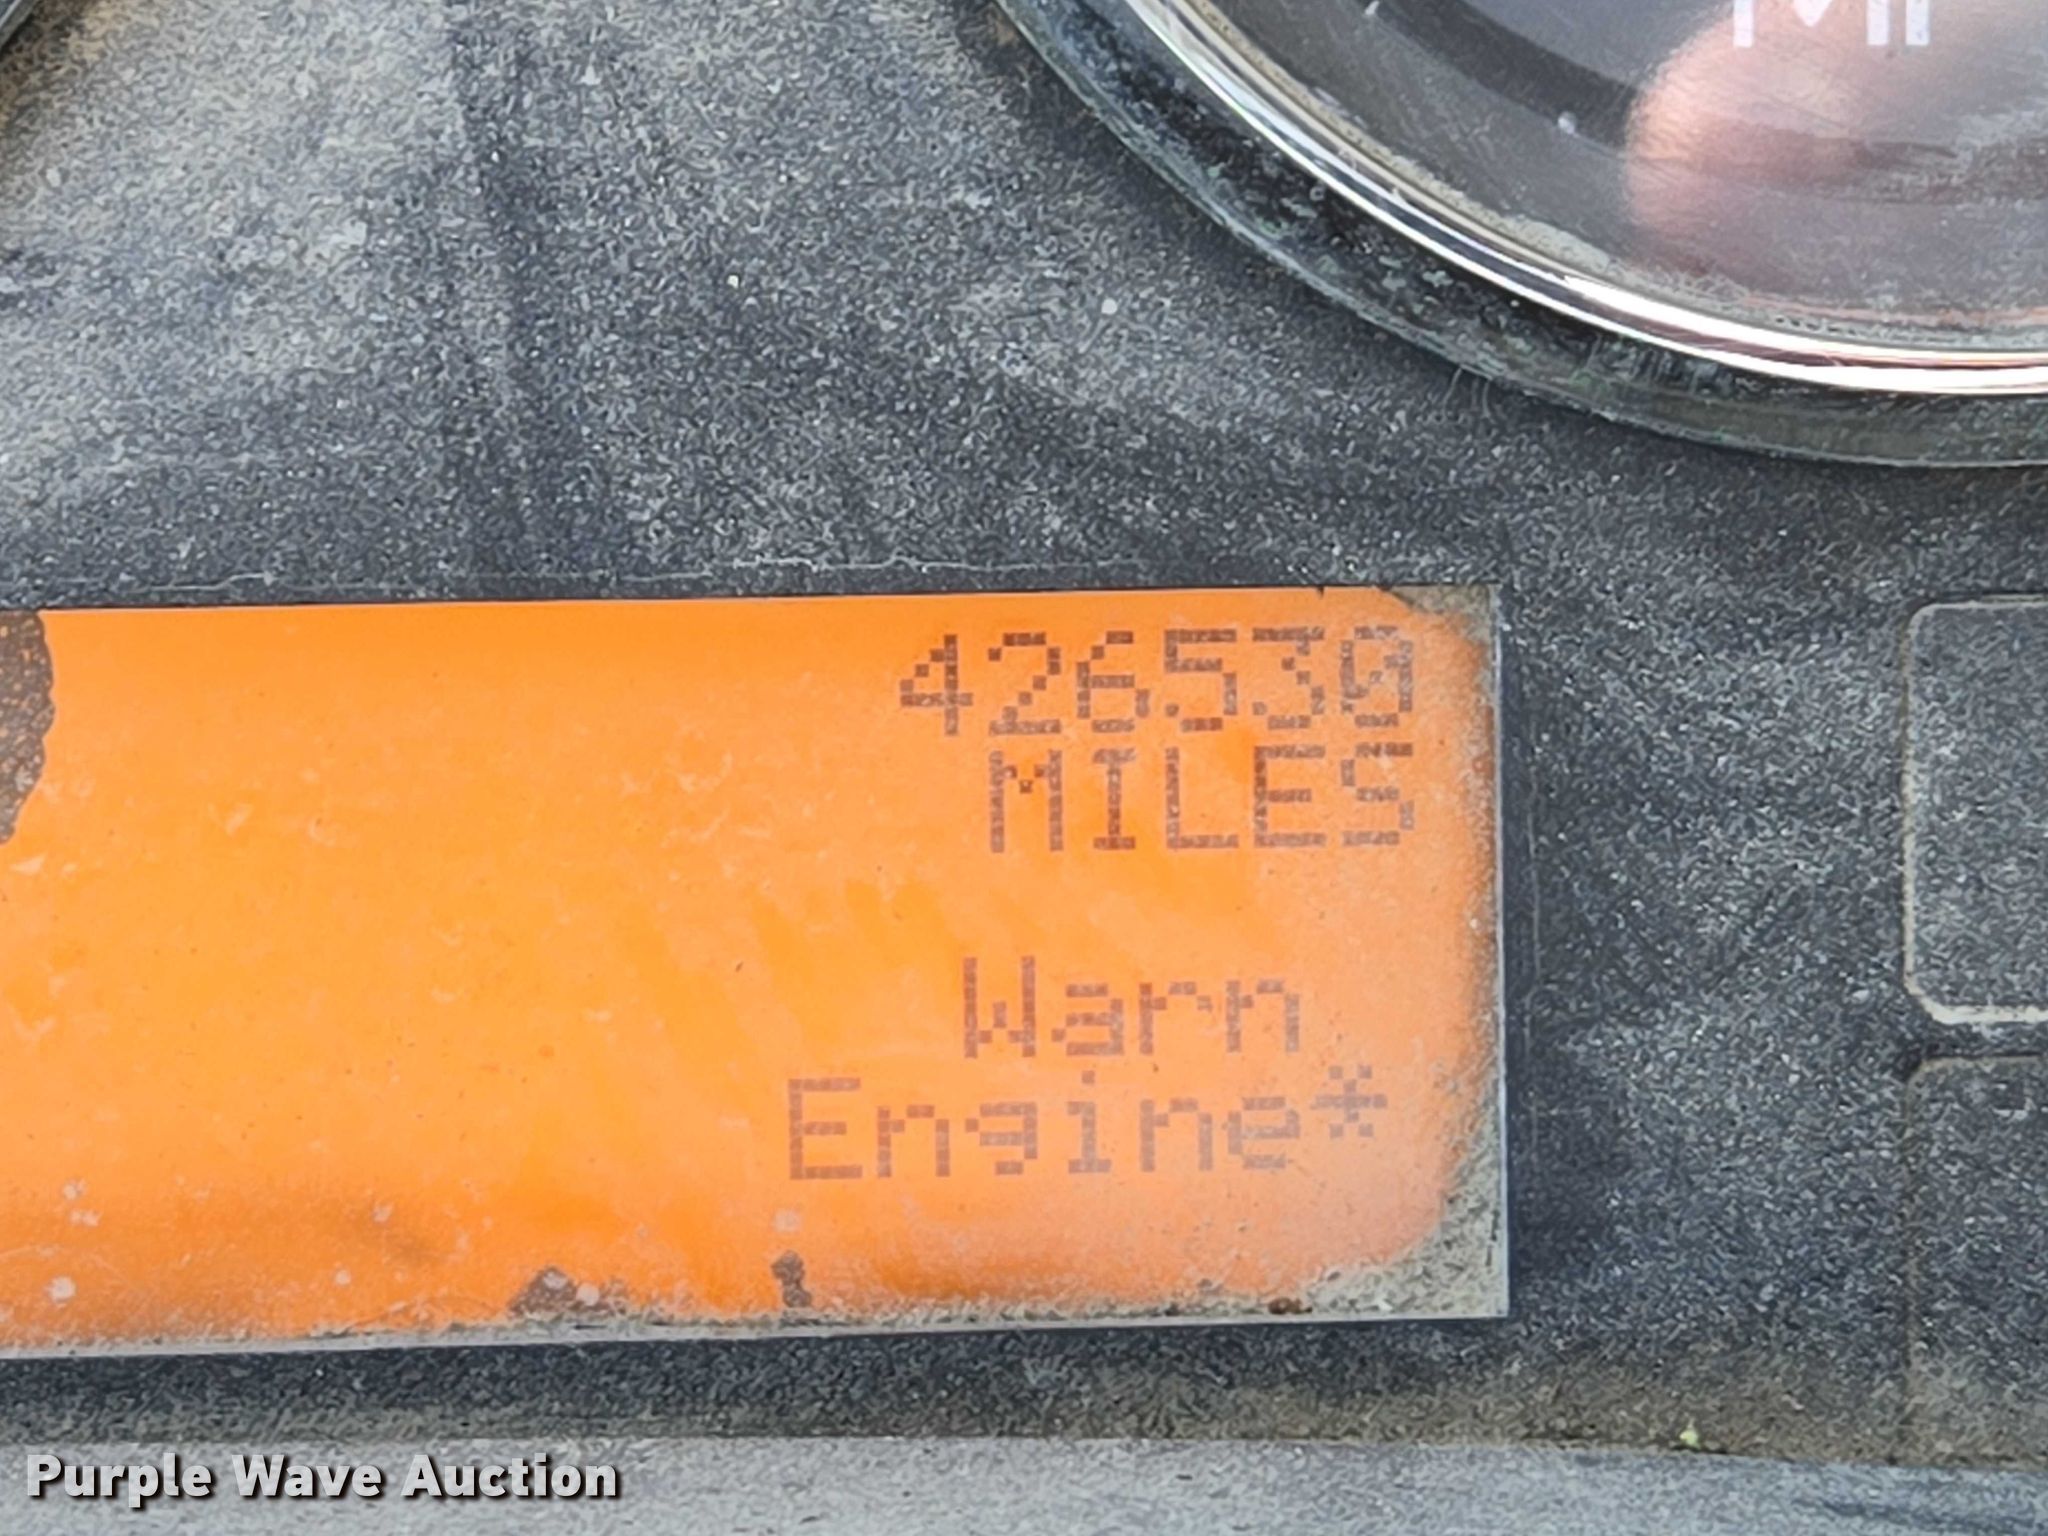 426530
MILES
Warn
Engine*
Purple Wave Auction